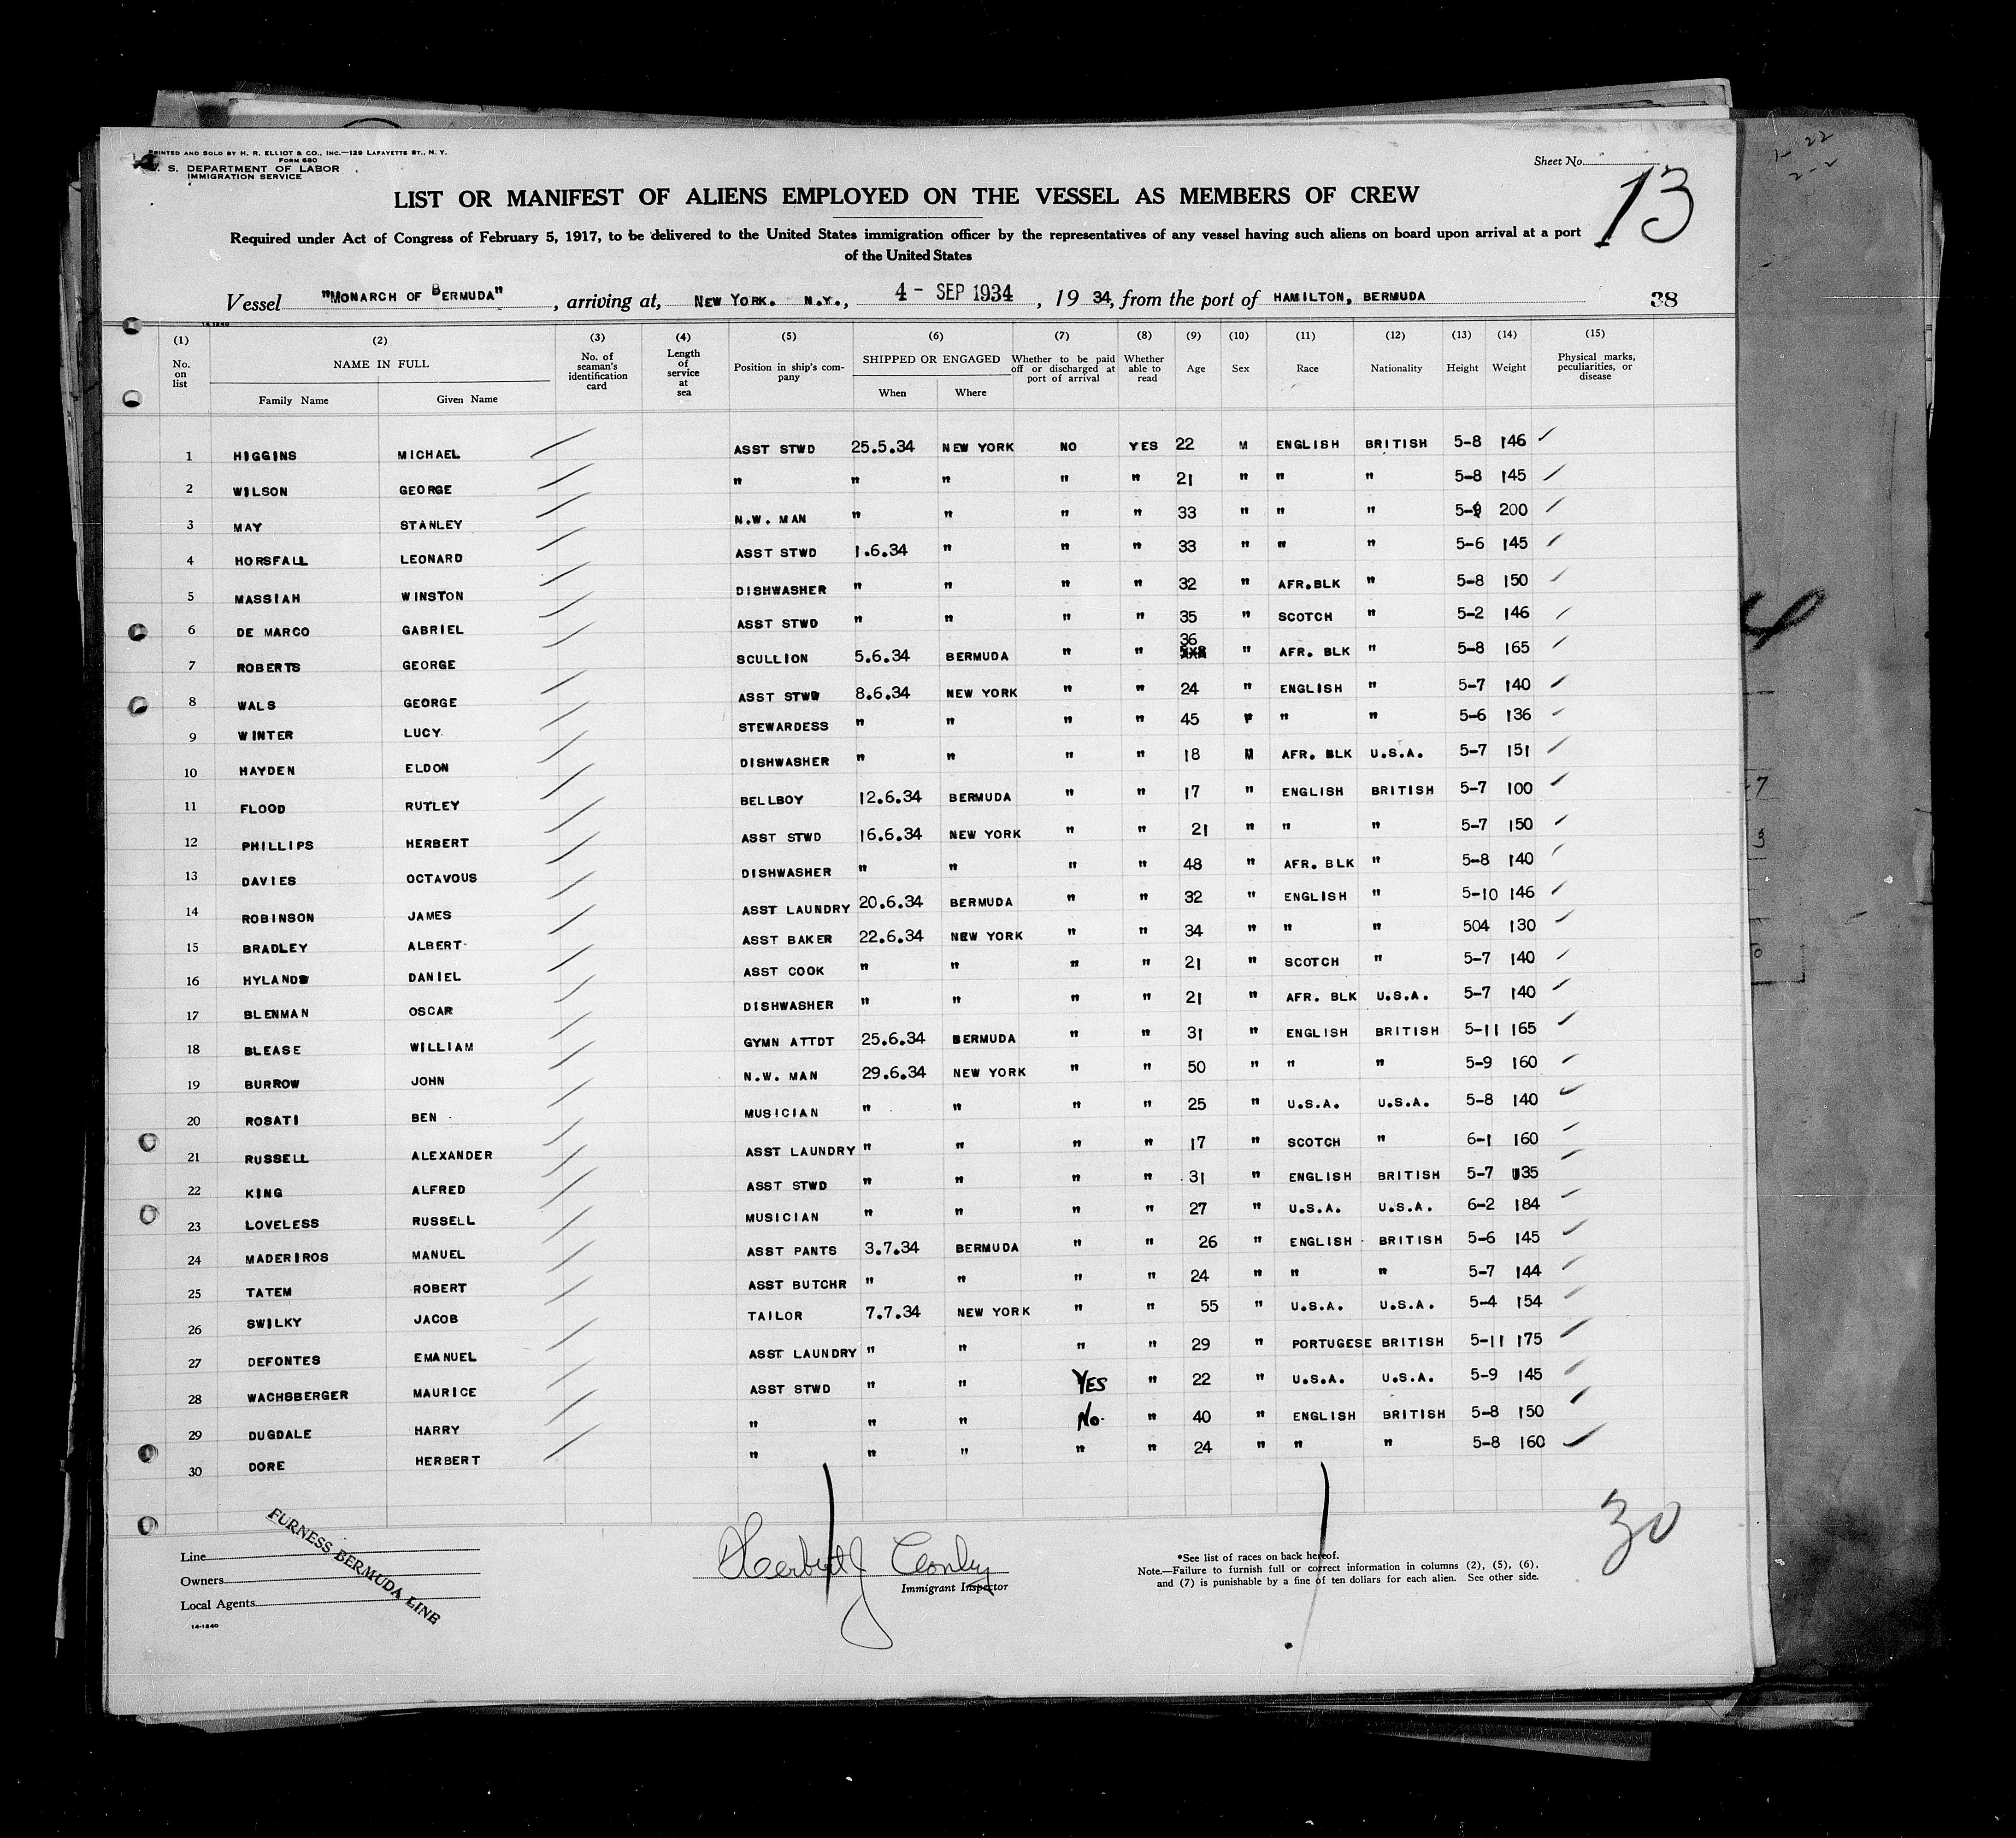 PRINTED AND SOLD BY H. R. ELLIOT & CO., INC.—129 LAFAYETTE ST., N. Y.
FORM 680
S. DEPARTMENT OF LABOR
IMMIGRATION SERVICE
Sheet No.
13
LIST OR MANIFEST OF ALIENS EMPLOYED ON THE VESSEL AS MEMBERS OF CREW
Required under Act of Congress of February 5, 1917, to be delivered to the United States immigration officer by the representatives of any vessel having such aliens on board upon arrival at a port
of the United States
Vessel "MONARCH OF BERMUDA", arriving at, NEW YORK. N.Y., 4 - SEP 1934, 19 34, from the port of HAMILTON, BERMUDA 38
14-1240
(1) (2) (3) (4) (5) (6) (7) (8) (9) (10) (11) (12) (13) (14) (15)
No. on list NAME IN FULL Family Name Given Name No. of seaman's identification card Length of service at sea Position in ship's company SHIPPED OR ENGAGED When Where Whether to be paid off or discharged at port of arrival Whether able to read Age Sex Race Nationality Height Weight Physical marks, peculiarities, or disease
1 HIGGINS MICHAEL ASST STWD 25.5.34 NEW YORK NO YES 22 M ENGLISH BRITISH 5-8 146
2 WILSON GEORGE " " " " " 21 " " " 5-8 145
3 MAY STANLEY N.W. MAN " " " " 33 " " " 5-9 200
4 HORSFALL LEONARD ASST STWD 1.6.34 " " " 33 " " " 5-6 145
5 MASSIAH WINSTON DISHWASHER " " " " 32 " AFR.BLK " 5-8 150
6 DE MARCO GABRIEL ASST STWD " " " " 35 " SCOTCH " 5-2 146
7 ROBERTS GEORGE SCULLION 5.6.34 BERMUDA " " 36 " AFR. BLK " 5-8 165
8 WALS GEORGE ASST STWD 8.6.34 NEW YORK " " 24 " ENGLISH " 5-7 140
9 WINTER LUCY STEWARDESS " " " " 45 F " " 5-6 136
10 HAYDEN ELDON DISHWASHER " " " " 18 M AFR. BLK U.S.A. 5-7 151
11 FLOOD RUTLEY BELLBOY 12.6.34 BERMUDA " " 17 " ENGLISH BRITISH 5-7 100
12 PHILLIPS HERBERT ASST STWD 16.6.34 NEW YORK " " 21 " " " 5-7 150
13 DAVIES OCTAVOUS DISHWASHER " " " " 48 " AFR. BLK " 5-8 140
14 ROBINSON JAMES ASST LAUNDRY 20.6.34 BERMUDA " " 32 " ENGLISH " 5-10 146
15 BRADLEY ALBERT ASST BAKER 22.6.34 NEW YORK " " 34 " " " 504 130
16 HYLANDS DANIEL ASST COOK " " " " 21 " SCOTCH " 5-7 140
17 BLENMAN OSCAR DISHWASHER " " " " 21 " AFR. BLK U.S.A. 5-7 140
18 BLEASE WILLIAM GYMN ATTDT 25.6.34 BERMUDA " " 31 " ENGLISH BRITISH 5-11 165
19 BURROW JOHN N.W. MAN 29.6.34 NEW YORK " " 50 " " " 5-9 160
20 ROSATI BEN MUSICIAN " " " " 25 " U.S.A. U.S.A. 5-8 140
21 RUSSELL ALEXANDER ASST LAUNDRY " " " " 17 " SCOTCH " 6-1 160
22 KING ALFRED ASST STWD " " " " 31 " ENGLISH BRITISH 5-7 135
23 LOVELESS RUSSELL MUSICIAN " " " " 27 " U.S.A. U.S.A. 6-2 184
24 MADERIROS MANUEL ASST PANTS 3.7.34 BERMUDA " " 26 " ENGLISH BRITISH 5-6 145
25 TATEM ROBERT ASST BUTCHR " " " " 24 " " " 5-7 144
26 SWILKY JACOB TAILOR 7.7.34 NEW YORK " " 55 " U.S.A. U.S.A. 5-4 154
27 DEFONTES EMANUEL ASST LAUNDRY " " " " 29 " PORTUGESE BRITISH 5-11 175
28 WACHSBERGER MAURICE ASST STWD " " YES " 22 " U.S.A. U.S.A. 5-9 145
29 DUGDALE HARRY " " " No. " 40 " ENGLISH BRITISH 5-8 150
30 DORE HERBERT " " " " " 24 " " " 5-8 160
30
Line
Owners
Local Agents
FURNESS BERMUDA LINE
14-1240
Herbert J Conley
Immigrant Inspector
*See list of races on back hereof.
Note.—Failure to furnish full or correct information in columns (2), (5), (6),
and (7) is punishable by a fine of ten dollars for each alien. See other side.